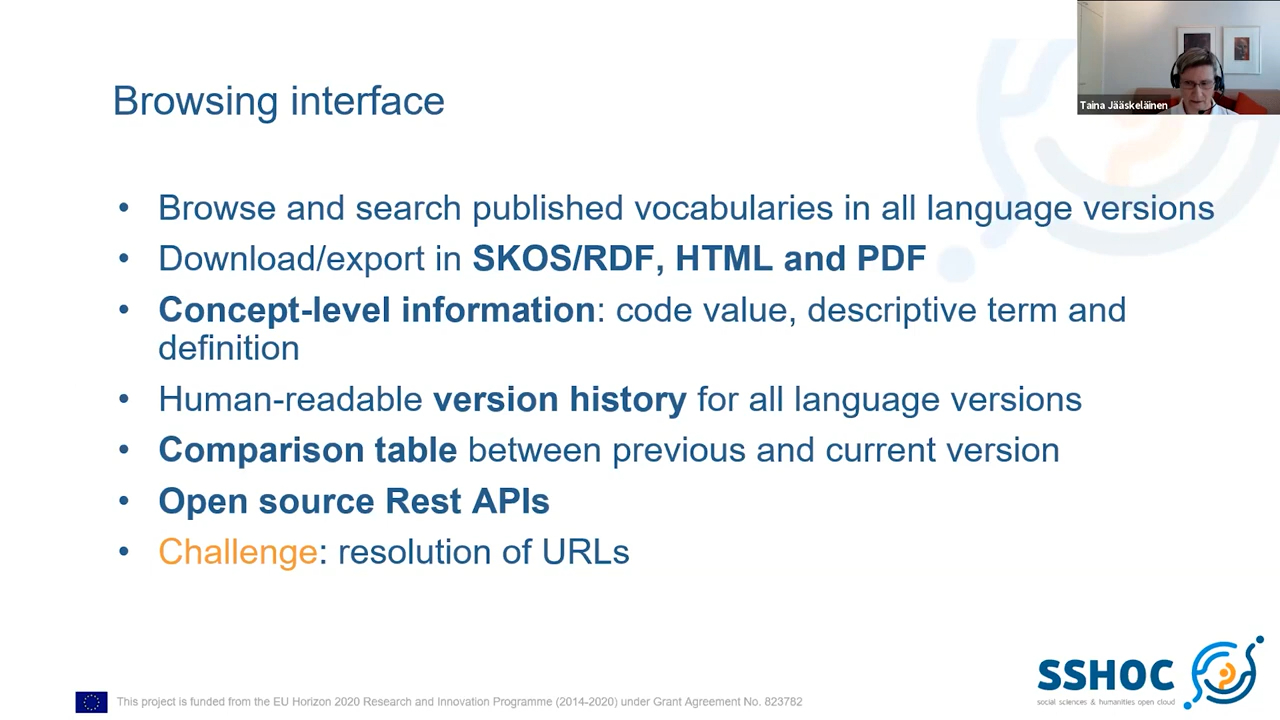 Taina Jääskeläinen
Browsing interface
• Browse and search published vocabularies in all language versions
• Download/export in SKOS/RDF, HTML and PDF
• Concept-level information: code value, descriptive term and
definition
• Human-readable version history for all language versions
• Comparison table between previous and current version
• Open source Rest APIs
• Challenge: resolution of URLs
SSHOC
social sciences & humanities open cloud
This project is funded from the EU Horizon 2020 Research and Innovation Programme (2014-2020) under Grant Agreement No. 823782